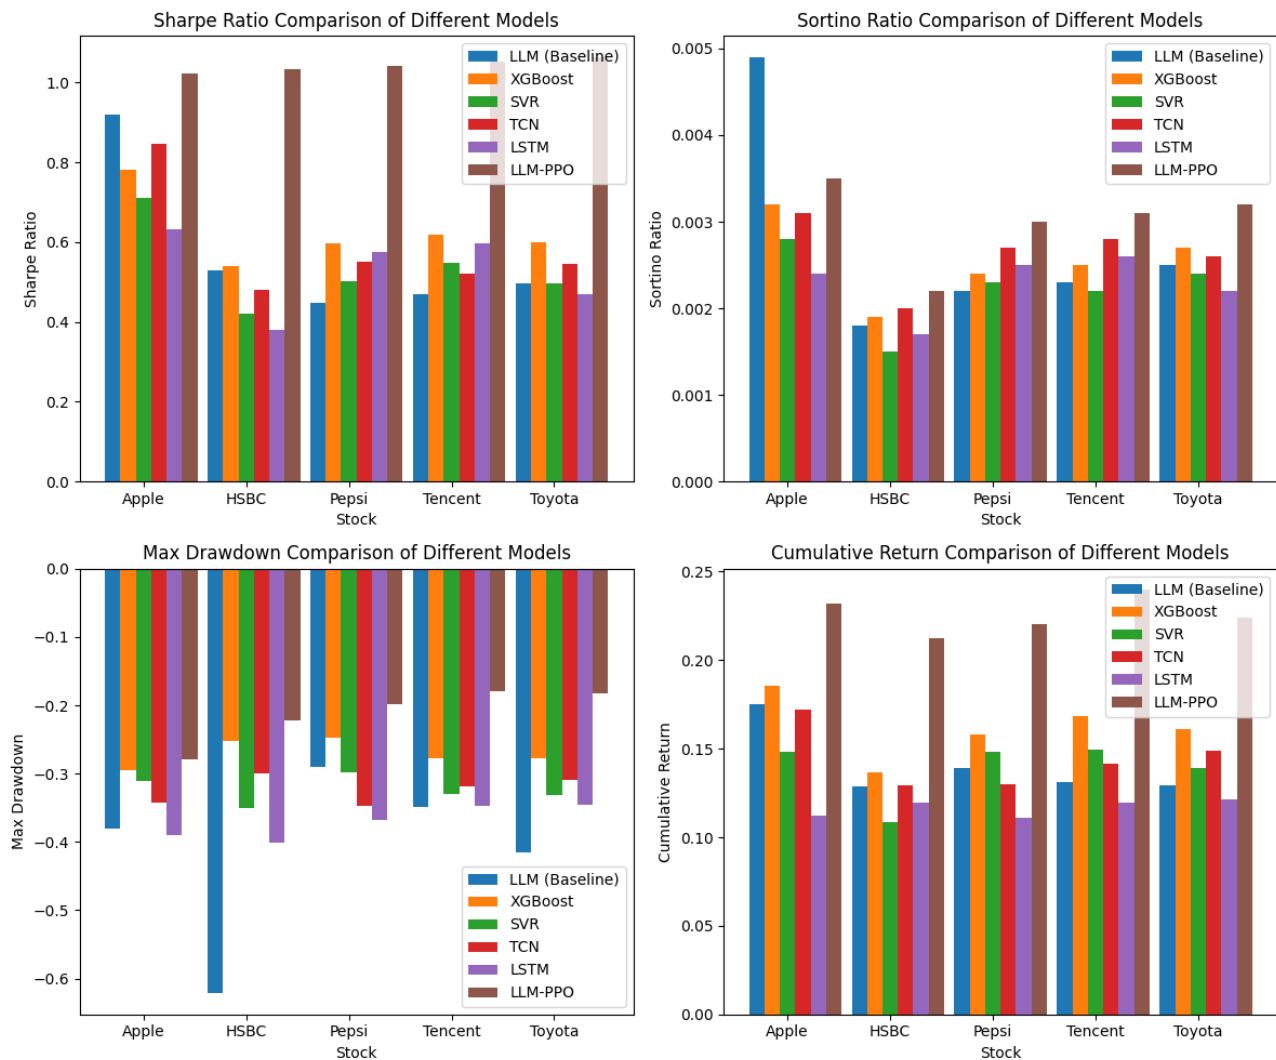 Sharpe Ratio Comparison of Different Models
1.0
0.8
0.6
0.4
0.2
0.0
Sharpe Ratio
Apple HSBC Pepsi Tencent Toyota
Stock
LLM (Baseline)
XGBoost
SVR
TCN
LSTM
LLM-PPO
Sortino Ratio Comparison of Different Models
0.005
0.004
0.003
0.002
0.001
0.000
Sortino Ratio
Apple HSBC Pepsi Tencent Toyota
Stock
LLM (Baseline)
XGBoost
SVR
TCN
LSTM
LLM-PPO
Max Drawdown Comparison of Different Models
0.0
−0.1
−0.2
−0.3
−0.4
−0.5
−0.6
Max Drawdown
Apple HSBC Pepsi Tencent Toyota
Stock
LLM (Baseline)
XGBoost
SVR
TCN
LSTM
LLM-PPO
Cumulative Return Comparison of Different Models
0.25
0.20
0.15
0.10
0.05
0.00
Cumulative Return
Apple HSBC Pepsi Tencent Toyota
Stock
LLM (Baseline)
XGBoost
SVR
TCN
LSTM
LLM-PPO